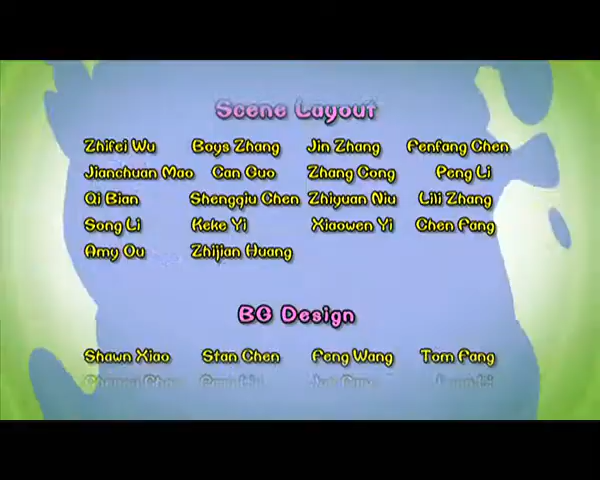 Scene Layout
Zhifei Wu Boys Zhang Jin Zhang Fenfang Chen
Jianchuan Mao Can Guo Zhang Cong Peng Li
Qi Bian Shengqiu Chen Zhiyuan Niu Lili Zhang
Song Li Keke Yi Xiaowen Yi Chen Fang
Amy Ou Zhijian Huang
BG Design
Shawn Xiao Stan Chen Feng Wang Tom Fang